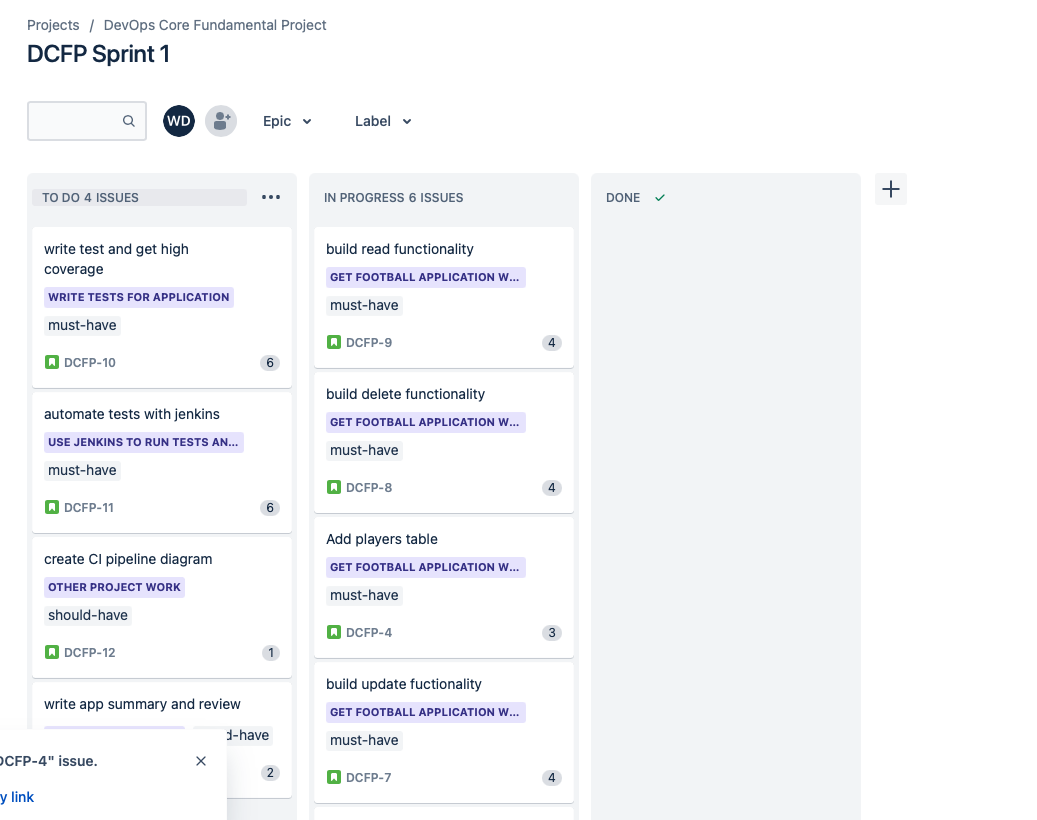 Projects / DevOps Core Fundamental Project
DCFP Sprint 1
WD
Epic
Label
TO DO 4 ISSUES
write test and get high
coverage
WRITE TESTS FOR APPLICATION
must-have
DCFP-10
6
automate tests with jenkins
USE JENKINS TO RUN TESTS AN...
must-have
DCFP-11
6
create CI pipeline diagram
OTHER PROJECT WORK
should-have
DCFP-12
1
write app summary and review
d-have
2
DCFP-4" issue.
y link
IN PROGRESS 6 ISSUES
build read functionality
GET FOOTBALL APPLICATION W...
must-have
DCFP-9
4
build delete functionality
GET FOOTBALL APPLICATION W...
must-have
DCFP-8
4
Add players table
GET FOOTBALL APPLICATION W...
must-have
DCFP-4
3
build update fuctionality
GET FOOTBALL APPLICATION W...
must-have
DCFP-7
4
DONE